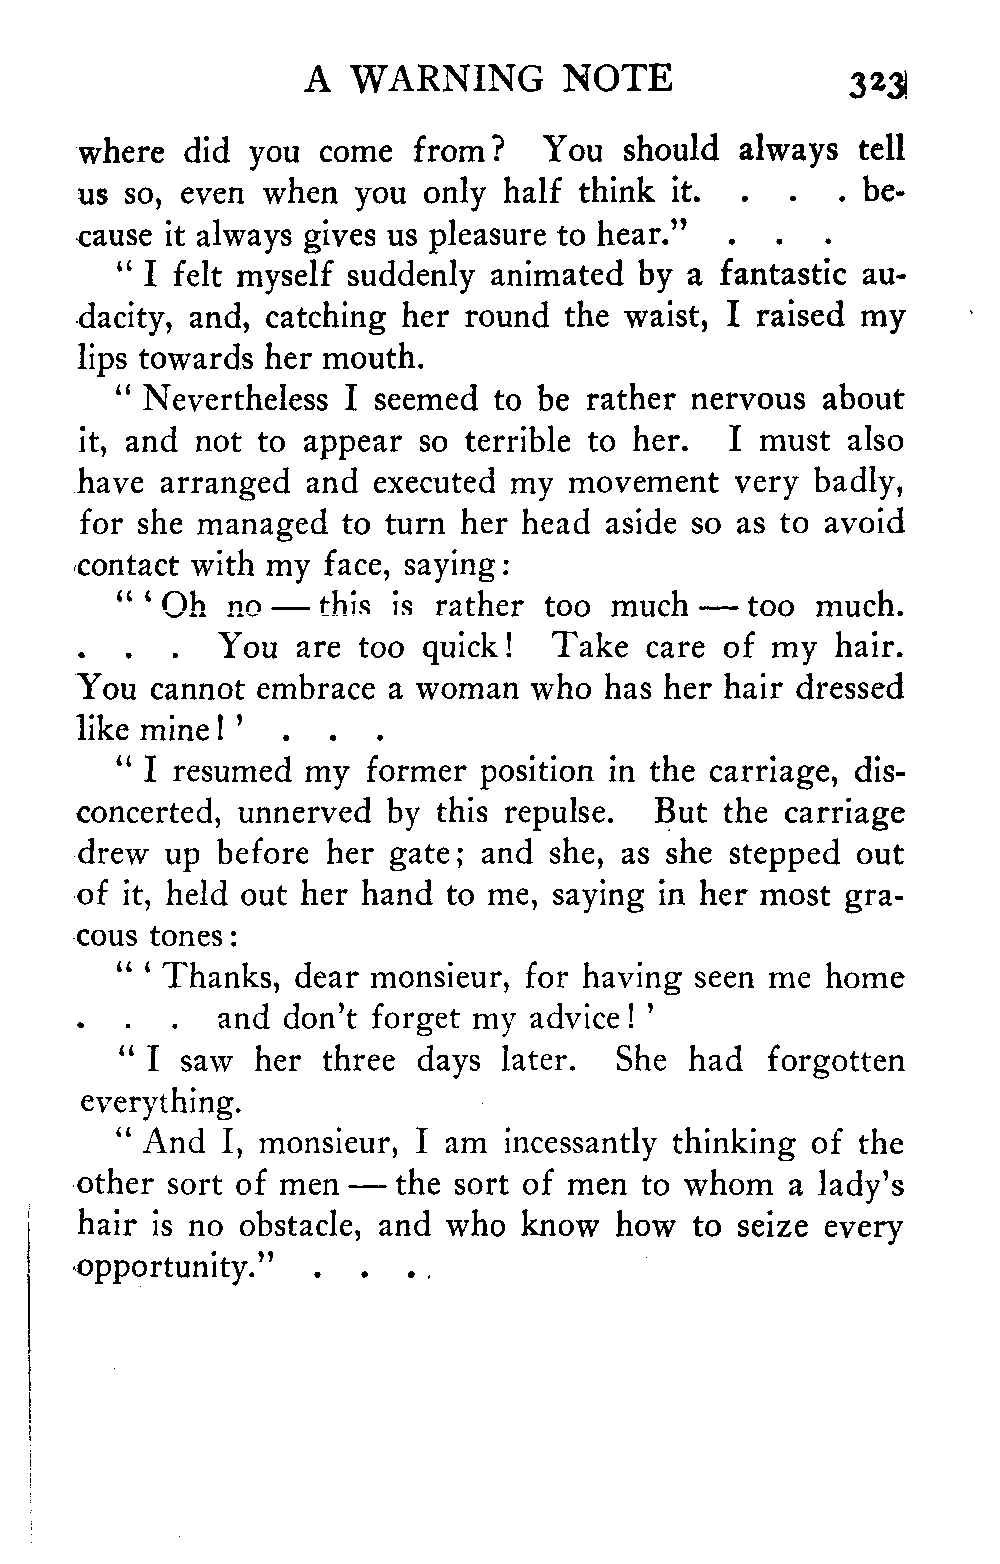 A WARNING NOTE 323
where did you come from? You should always tell
us so, even when you only half think it. . . . be-
cause it always gives us pleasure to hear." . . .
" I felt myself suddenly animated by a fantastic au-
dacity, and, catching her round the waist, I raised my
lips towards her mouth.
" Nevertheless I seemed to be rather nervous about
it, and not to appear so terrible to her. I must also
have arranged and executed my movement very badly,
for she managed to turn her head aside so as to avoid
contact with my face, saying:
" ' Oh no — this is rather too much — too much.
. . . You are too quick! Take care of my hair.
You cannot embrace a woman who has her hair dressed
like mine! ' . . .
" I resumed my former position in the carriage, dis-
concerted, unnerved by this repulse. But the carriage
drew up before her gate; and she, as she stepped out
of it, held out her hand to me, saying in her most gra-
cous tones:
" ' Thanks, dear monsieur, for having seen me home
. . . and don't forget my advice! '
" I saw her three days later. She had forgotten
everything.
" And I, monsieur, I am incessantly thinking of the
other sort of men — the sort of men to whom a lady's
hair is no obstacle, and who know how to seize every
opportunity." . . .